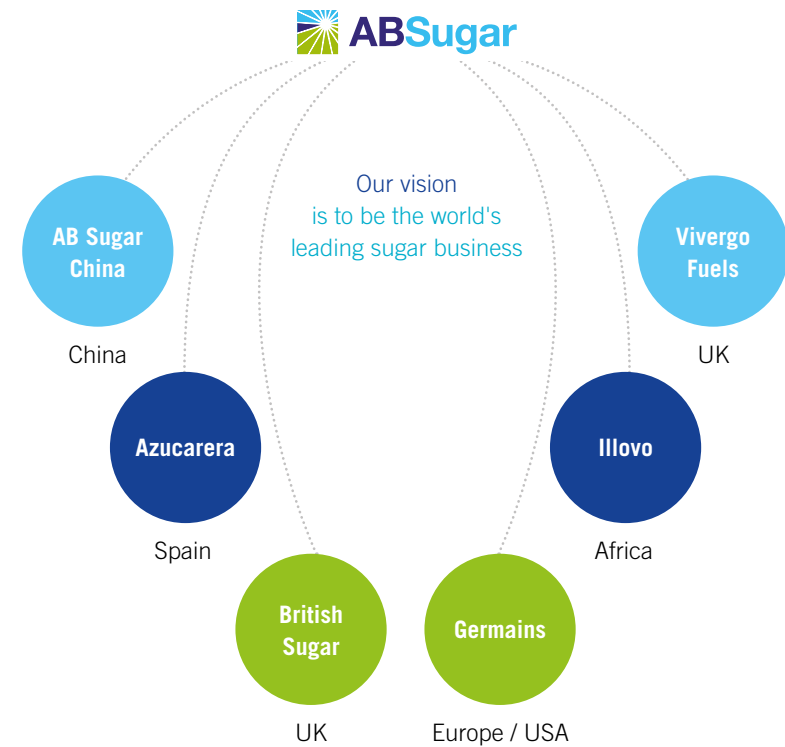 ABSugar
Our vision
is to be the world's
leading sugar business
AB Sugar
China
China
Vivergo
Fuels
UK
Azucarera
Spain
Illovo
Africa
British
Sugar
UK
Germains
Europe / USA